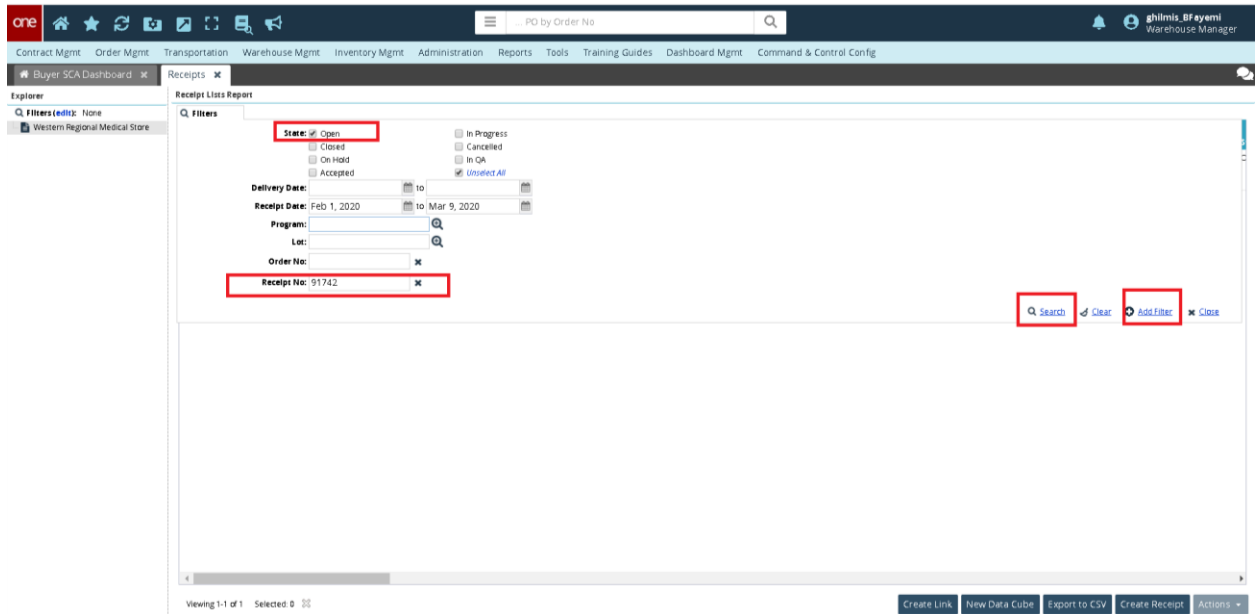 one ... PD by Order No ghilmis_BFayemi
Warehouse Manager
Contract Mgmt Order Mgmt Transportation Warehouse Mgmt Inventory Mgmt Administration Reports Tools Training Guides Dashboard Mgmt Command & Control Config
Buyer SCA Dashboard Receipts
Explorer Receipt Lists Report
Filters (edit): None Filters
Western Regional Medical Store
State: Open In Progress
Closed Cancelled
On Hold In QA
Accepted Unselect All
Delivery Date: to
Receipt Date: Feb 1, 2020 to Mar 9, 2020
Program:
Lot:
Order No:
Receipt No: 91742
Search Clear Add Filter Close
Viewing 1-1 of 1 Selected: 0 Create Link New Data Cube Export to CSV Create Receipt Actions